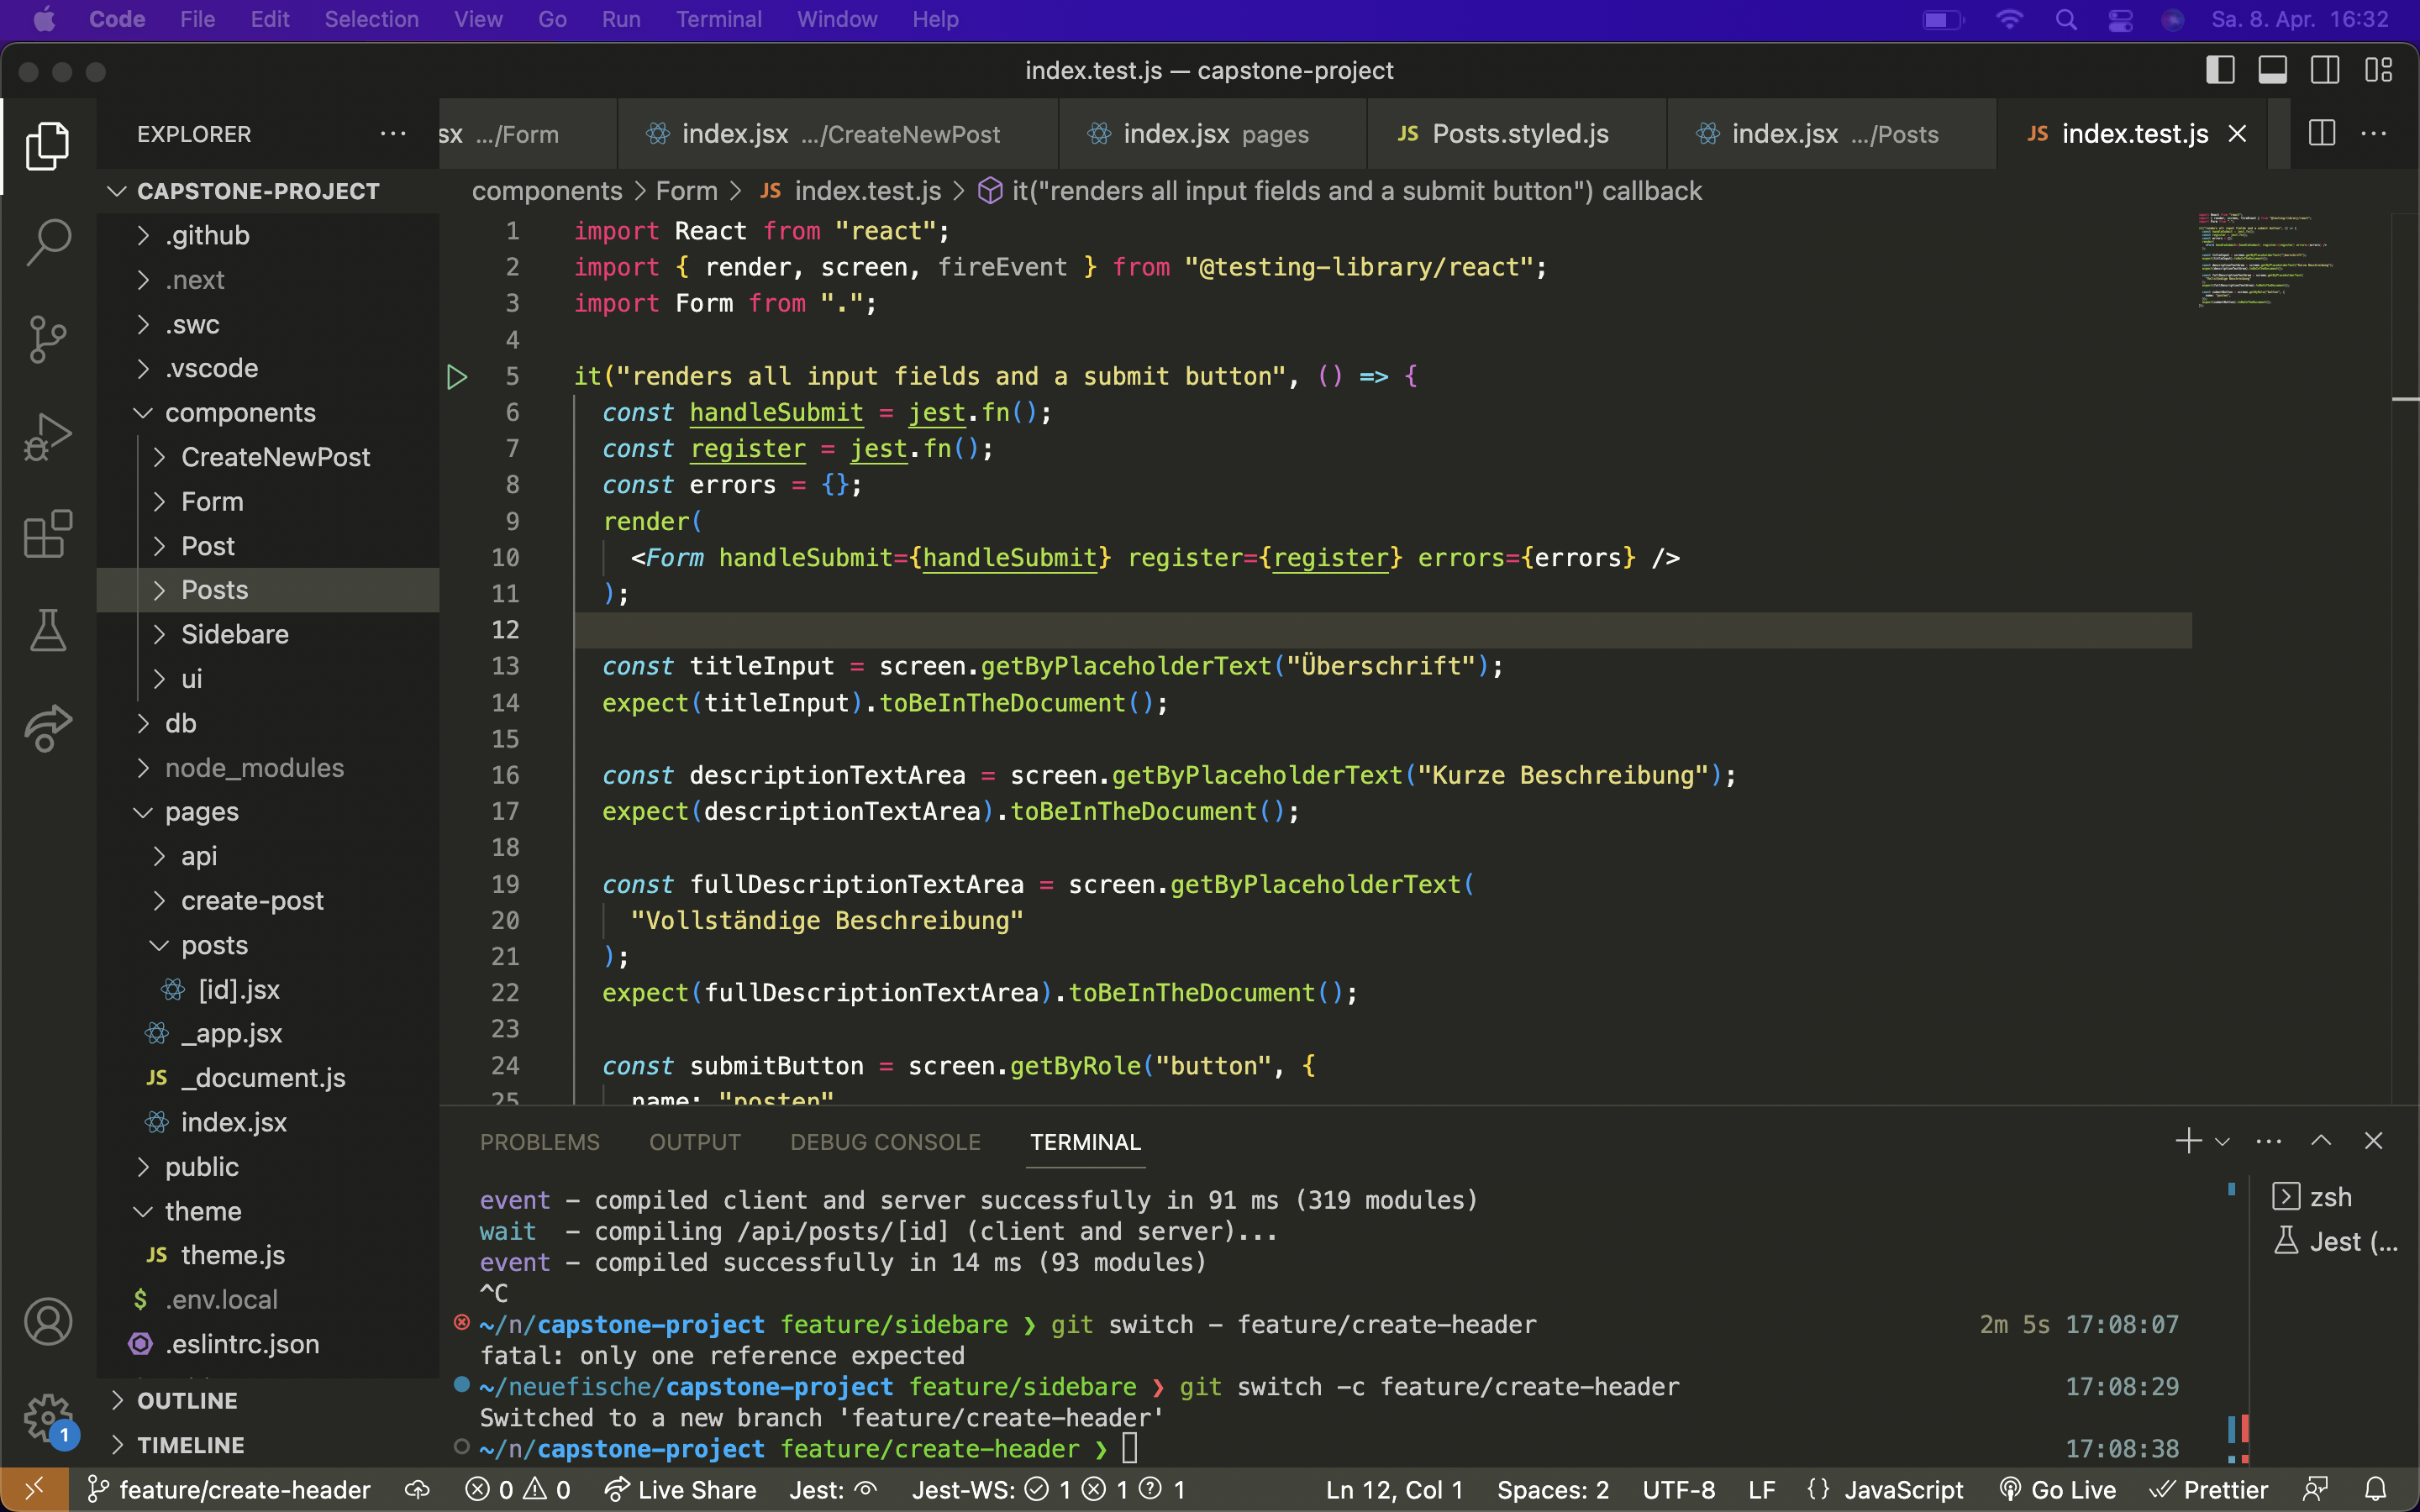 Code File Edit Selection View Go Run Terminal Window Help Sa. 8. Apr. 16:32
index.test.js — capstone-project
EXPLORER ···
sx .../Form
index.jsx .../CreateNewPost
index.jsx pages
JS Posts.styled.js
index.jsx .../Posts
JS index.test.js
CAPSTONE-PROJECT
.github
.next
.swc
.vscode
components
CreateNewPost
Form
Post
Posts
Sidebare
ui
db
node_modules
pages
api
create-post
posts
[id].jsx
_app.jsx
JS _document.js
index.jsx
public
theme
JS theme.js
$ .env.local
.eslintrc.json
OUTLINE
TIMELINE
1
components > Form > JS index.test.js > it("renders all input fields and a submit button") callback
1 import React from "react";
2 import { render, screen, fireEvent } from "@testing-library/react";
3 import Form from ".";
4
5 it("renders all input fields and a submit button", () => {
6 const handleSubmit = jest.fn();
7 const register = jest.fn();
8 const errors = {};
9 render(
10 <Form handleSubmit={handleSubmit} register={register} errors={errors} />
11 );
12
13 const titleInput = screen.getByPlaceholderText("Überschrift");
14 expect(titleInput).toBeInTheDocument();
15
16 const descriptionTextArea = screen.getByPlaceholderText("Kurze Beschreibung");
17 expect(descriptionTextArea).toBeInTheDocument();
18
19 const fullDescriptionTextArea = screen.getByPlaceholderText(
20 "Vollständige Beschreibung"
21 );
22 expect(fullDescriptionTextArea).toBeInTheDocument();
23
24 const submitButton = screen.getByRole("button", {
25 name: "posten"
PROBLEMS OUTPUT DEBUG CONSOLE TERMINAL
event - compiled client and server successfully in 91 ms (319 modules)
wait - compiling /api/posts/[id] (client and server)...
event - compiled successfully in 14 ms (93 modules)
^C
~/n/capstone-project feature/sidebare ❯ git switch - feature/create-header 2m 5s 17:08:07
fatal: only one reference expected
~/neuefische/capstone-project feature/sidebare ❯ git switch -c feature/create-header 17:08:29
Switched to a new branch 'feature/create-header'
~/n/capstone-project feature/create-header ❯ 17:08:38
zsh
Jest (...
feature/create-header 0 0 Live Share Jest: Jest-WS: 1 1 1 Ln 12, Col 1 Spaces: 2 UTF-8 LF {} JavaScript Go Live Prettier